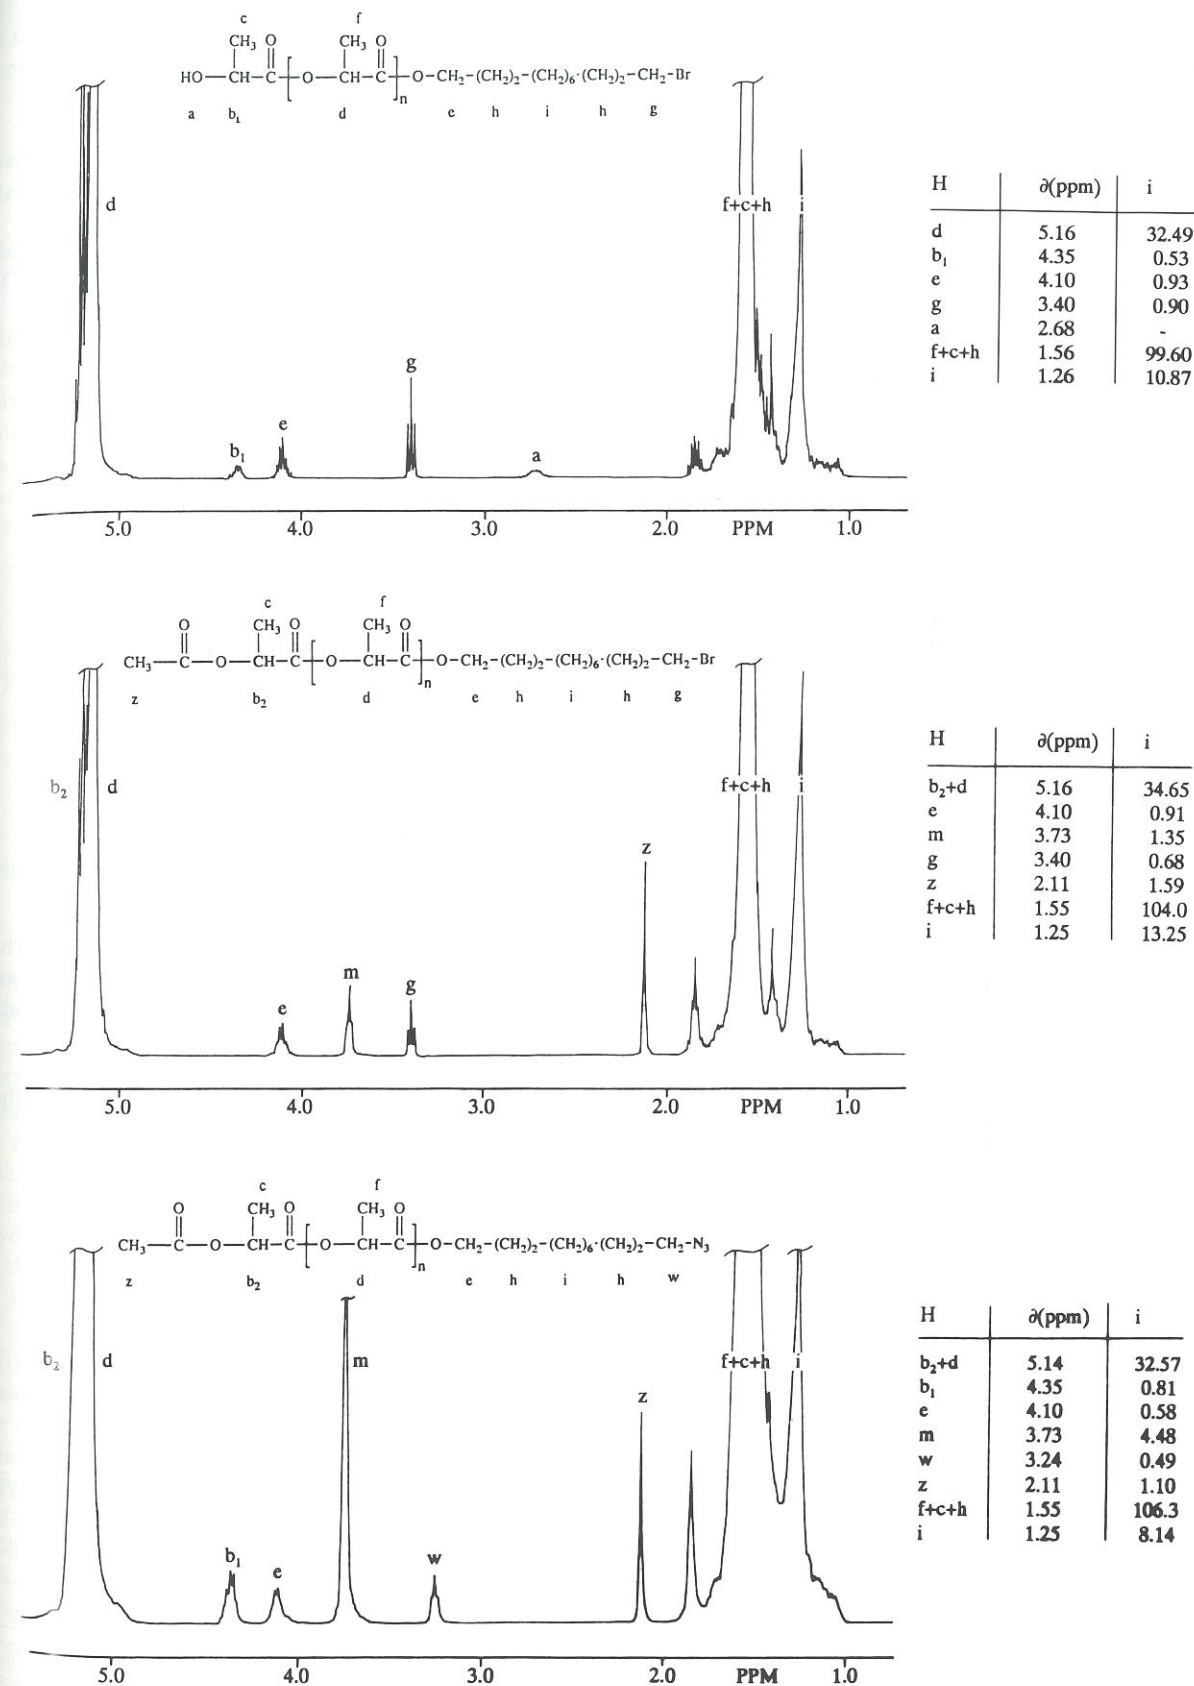 c f
CH₃ O CH₃ O
HO—CH—C—[—O—CH—C—]ₙ—O—CH₂—(CH₂)₂—(CH₂)₆·(CH₂)₂—CH₂-Br
a b₁ d e h i h g
d
f+c+h
i
g
e
b₁
a
5.0 4.0 3.0 2.0 PPM 1.0
H ∂(ppm) i
d 5.16 32.49
b₁ 4.35 0.53
e 4.10 0.93
g 3.40 0.90
a 2.68 -
f+c+h 1.56 99.60
i 1.26 10.87
c f
O CH₃ O CH₃ O
CH₃—C—O—CH—C—[—O—CH—C—]ₙ—O—CH₂—(CH₂)₂—(CH₂)₆·(CH₂)₂—CH₂-Br
z b₂ d e h i h g
b₂ d
f+c+h
i
z
m
g
e
5.0 4.0 3.0 2.0 PPM 1.0
H ∂(ppm) i
b₂+d 5.16 34.65
e 4.10 0.91
m 3.73 1.35
g 3.40 0.68
z 2.11 1.59
f+c+h 1.55 104.0
i 1.25 13.25
c f
O CH₃ O CH₃ O
CH₃—C—O—CH—C—[—O—CH—C—]ₙ—O—CH₂—(CH₂)₂—(CH₂)₆·(CH₂)₂—CH₂-N₃
z b₂ d e h i h w
b₂ d
m
f+c+h
i
z
b₁
e
w
5.0 4.0 3.0 2.0 PPM 1.0
H ∂(ppm) i
b₂+d 5.14 32.57
b₁ 4.35 0.81
e 4.10 0.58
m 3.73 4.48
w 3.24 0.49
z 2.11 1.10
f+c+h 1.55 106.3
i 1.25 8.14